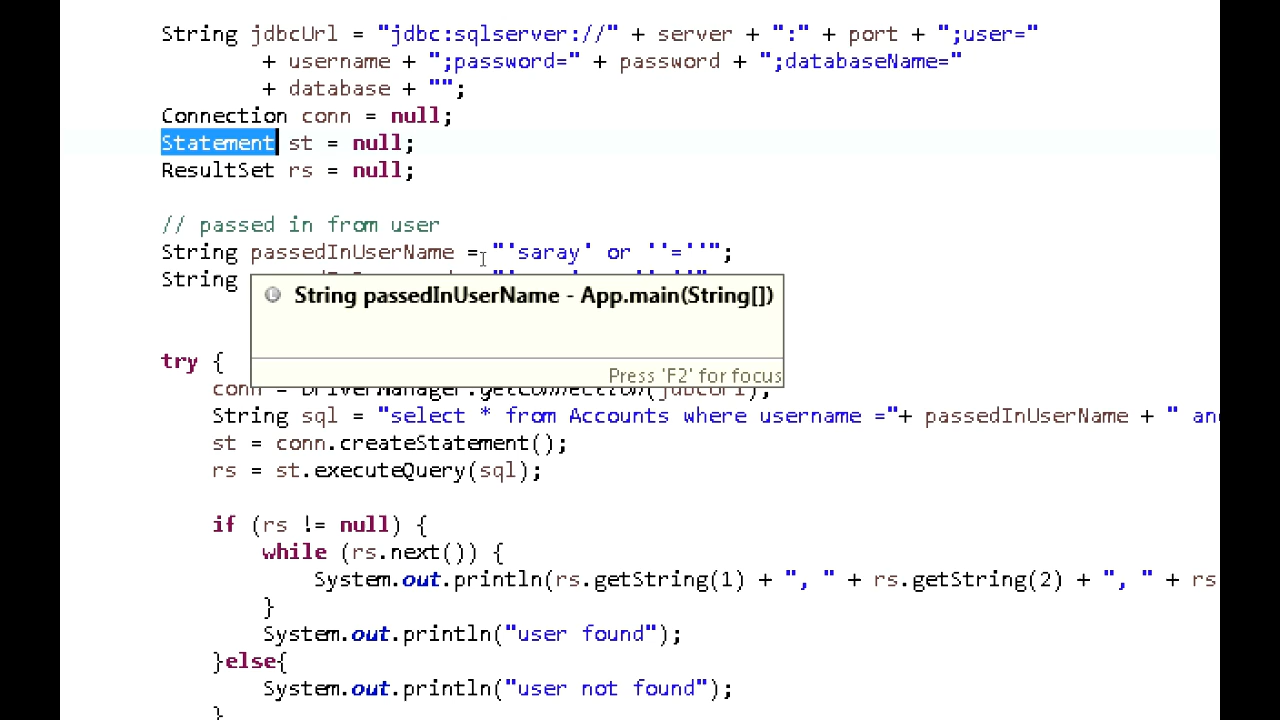 String jdbcUrl = "jdbc:sqlserver://" + server + ":" + port + ";user="
+ username + ";password=" + password + ";databaseName="
+ database + "";
Connection conn = null;
Statement st = null;
ResultSet rs = null;
// passed in from user
String passedInUserName = "'saray' or ''=''";
String
String passedInUserName - App.main(String[])
Press 'F2' for focus
try {
conn = DriverManager.getConnection(jdbcUrl);
String sql = "select * from Accounts where username ="+ passedInUserName + " an
st = conn.createStatement();
rs = st.executeQuery(sql);
if (rs != null) {
while (rs.next()) {
System.out.println(rs.getString(1) + ", " + rs.getString(2) + ", " + rs
}
System.out.println("user found");
}else{
System.out.println("user not found");
}